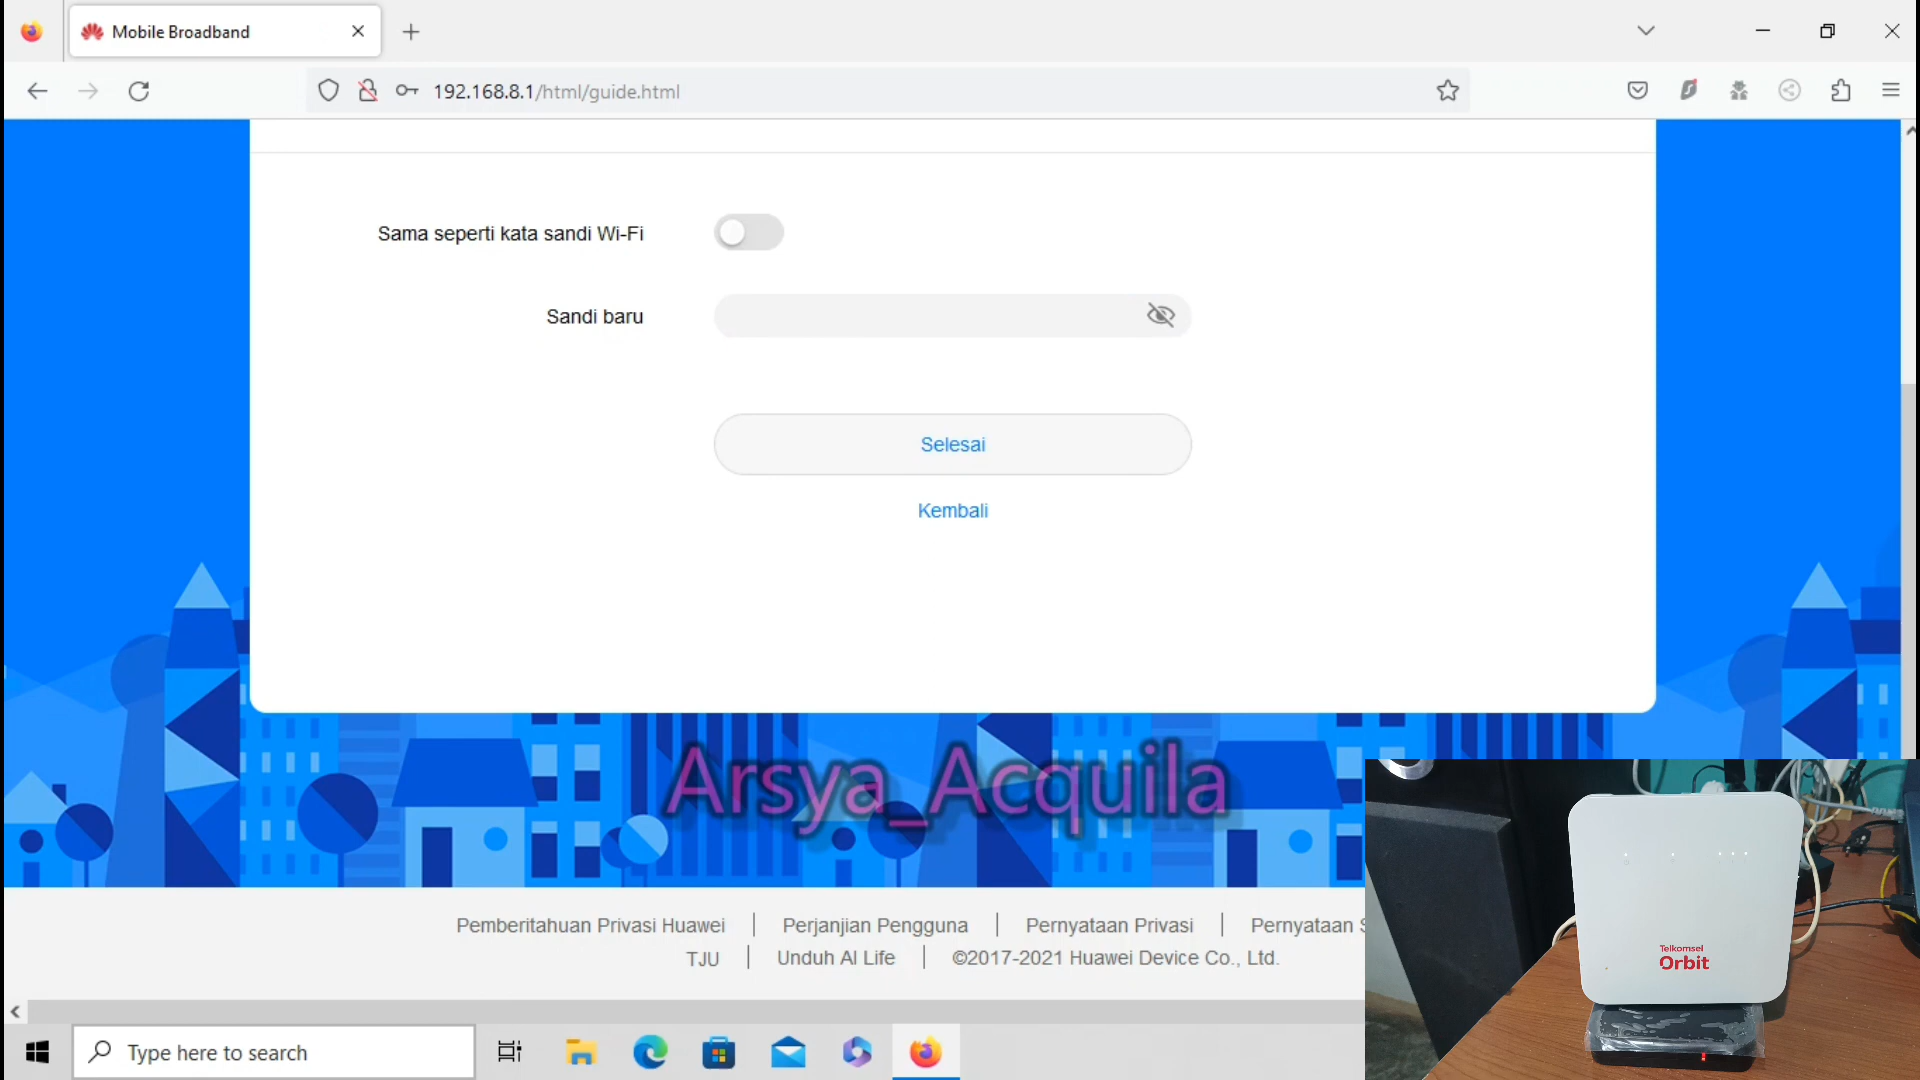 Mobile Broadband
192.168.8.1/html/guide.html
Sama seperti kata sandi Wi-Fi
Sandi baru
Selesai
Kembali
Arsya_Acquila
Pemberitahuan Privasi Huawei | Perjanjian Pengguna | Pernyataan Privasi | Pernyataan S
TJU | Unduh AI Life | ©2017-2021 Huawei Device Co., Ltd.
Telkomsel
Orbit
Type here to search